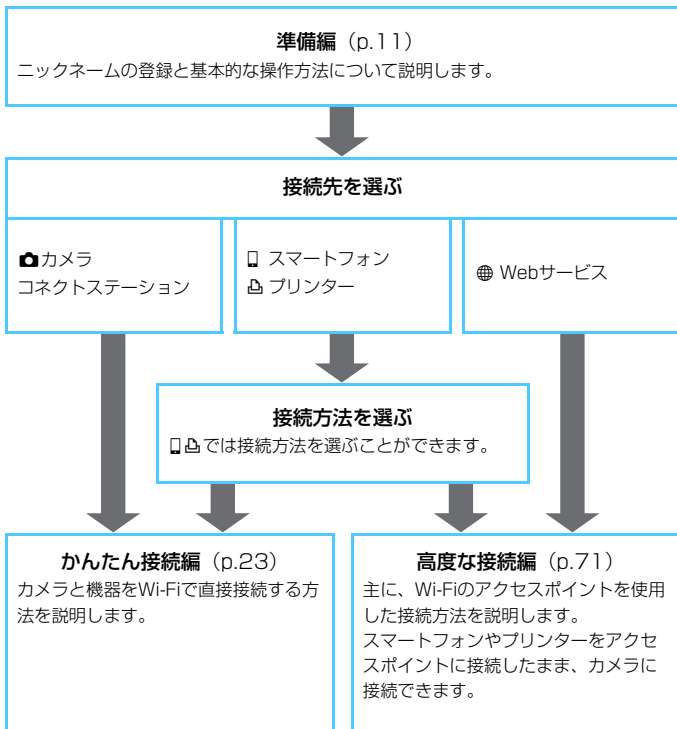 準備編（p.11）
ニックネームの登録と基本的な操作方法について説明します。
接続先を選ぶ
カメラ
コネクトステーション
スマートフォン
プリンター
Webサービス
接続方法を選ぶ
では接続方法を選ぶことができます。
かんたん接続編（p.23）
カメラと機器をWi-Fiで直接接続する方
法を説明します。
高度な接続編（p.71）
主に、Wi-Fiのアクセスポイントを使用
した接続方法を説明します。
スマートフォンやプリンターをアクセ
スポイントに接続したまま、カメラに
接続できます。